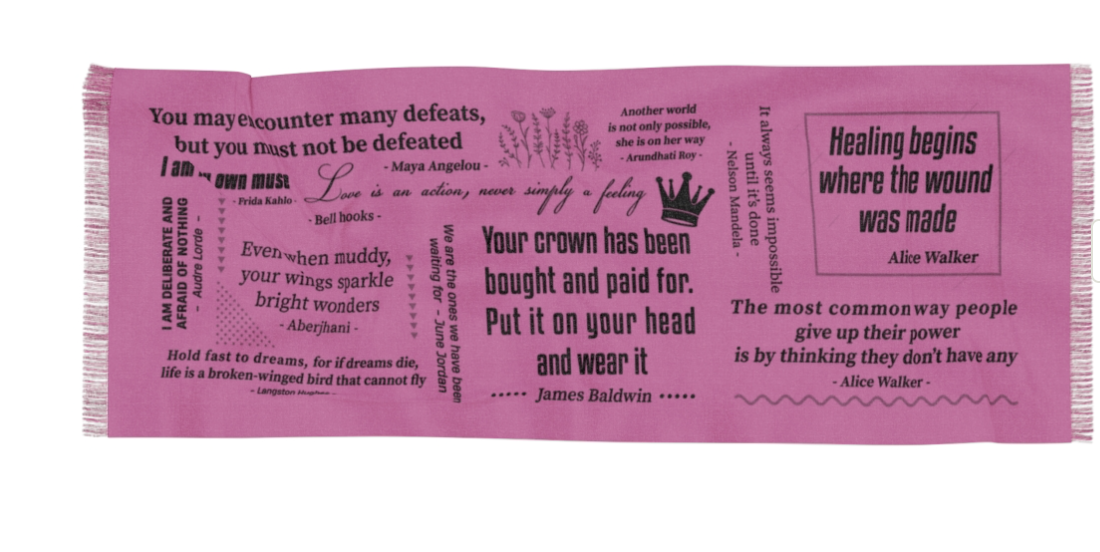 You may encounter many defeats,
but you must not be defeated
- Maya Angelou -
I am own must
- Frida Kahlo -
Love is an action, never simply a feeling
- Bell hooks -
Another world
is not only possible,
she is on her way
- Arundhati Roy -
I AM DELIBERATE AND
AFRAID OF NOTHING
- Audre Lorde -
Even when muddy,
your wings sparkle
bright wonders
- Aberjhani -
Hold fast to dreams, for if dreams die,
life is a broken-winged bird that cannot fly
- Langston Hughes -
We are the ones we have been
waiting for - June Jordan
Your crown has been
bought and paid for.
Put it on your head
and wear it
James Baldwin
It always seems impossible
until it's done
- Nelson Mandela -
Healing begins
where the wound
was made
Alice Walker
The most common way people
give up their power
is by thinking they don't have any
- Alice Walker -